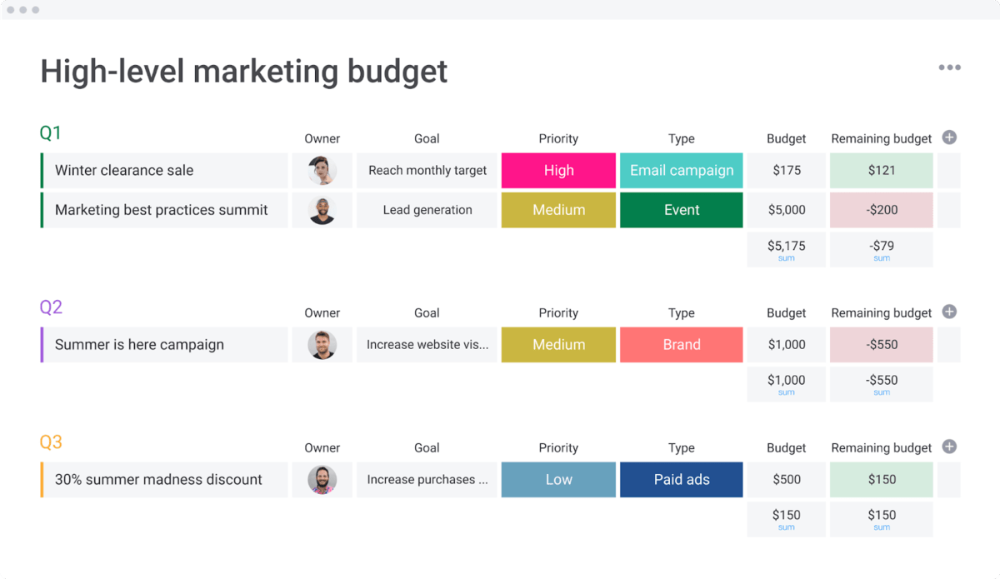 High-level marketing budget
Q1 Owner Goal Priority Type Budget Remaining budget
Winter clearance sale Reach monthly target High Email campaign $175 $121
Marketing best practices summit Lead generation Medium Event $5,000 -$200
$5,175 -$79
sum sum
Q2 Owner Goal Priority Type Budget Remaining budget
Summer is here campaign Increase website vis... Medium Brand $1,000 -$550
$1,000 -$550
sum sum
Q3 Owner Goal Priority Type Budget Remaining budget
30% summer madness discount Increase purchases ... Low Paid ads $500 $150
$150 $150
sum sum